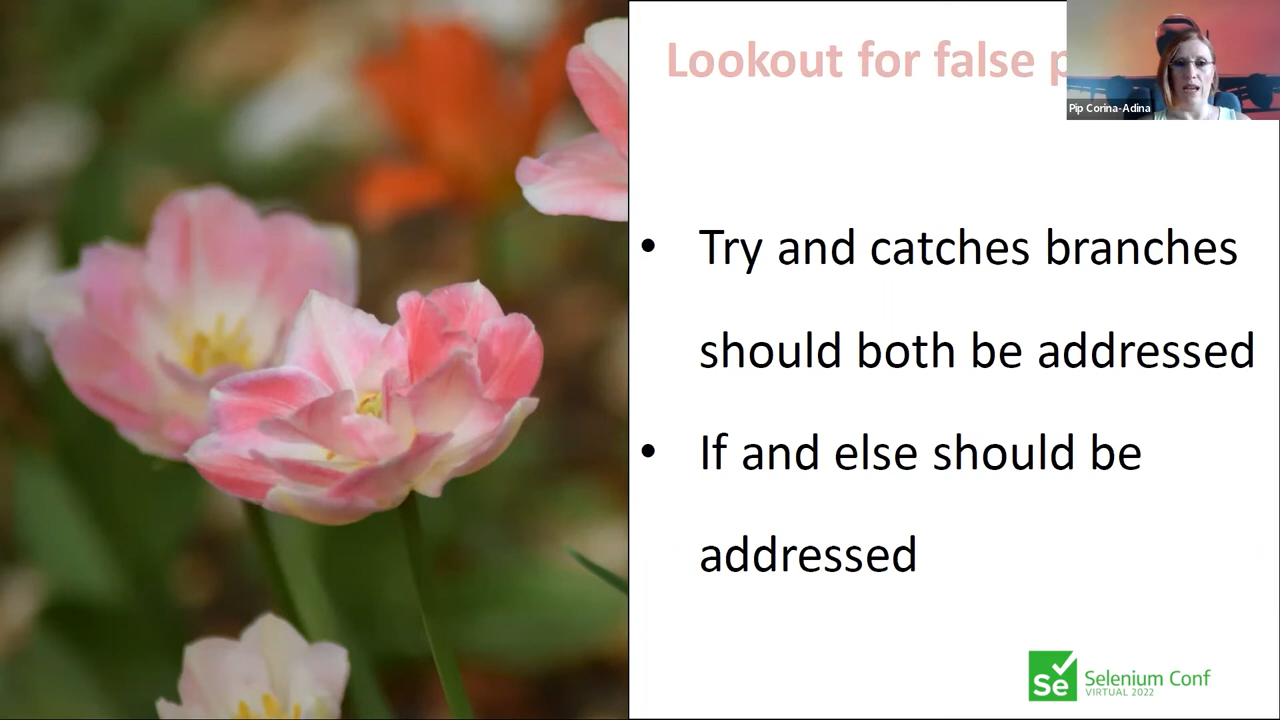 Lookout for false
Pip Corina-Adina
• Try and catches branches
should both be addressed
• If and else should be
addressed
Se
Selenium Conf
VIRTUAL 2022